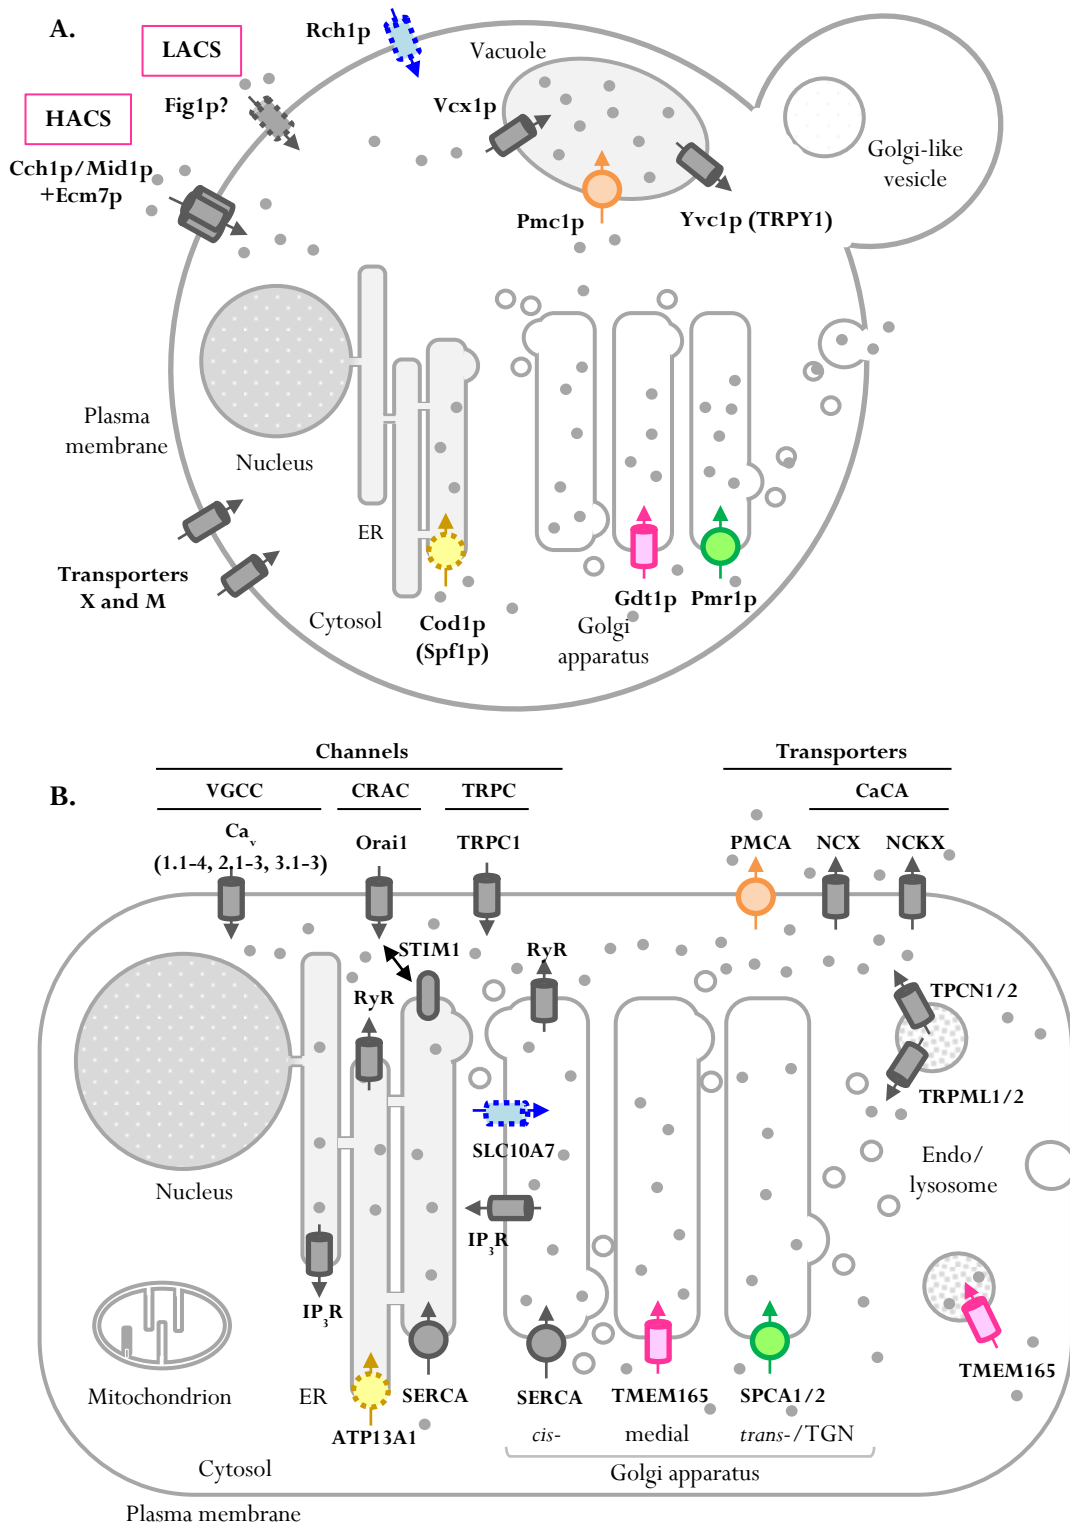 A.
LACS
Rch1p
Vacuole
Fig1p?
Vcx1p
HACS
Golgi-like
vesicle
Cch1p/Mid1p
+Ecm7p
Pmc1p
Yvc1p (TRPY1)
Plasma
membrane
Nucleus
ER
Transporters
X and M
Cytosol
Cod1p
(Spf1p)
Gdt1p
Pmr1p
Golgi
apparatus
Channels
Transporters
B.
VGCC
CRAC
TRPC
CaCA
Cav
(1.1-4, 2.1-3, 3.1-3)
Orai1
TRPC1
PMCA
NCX
NCKX
STIM1
RyR
RyR
TPCN1/2
TRPML1/2
SLC10A7
Nucleus
Endo/
lysosome
IP3R
IP3R
Mitochondrion
ER
SERCA
SERCA
TMEM165
SPCA1/2
TMEM165
ATP13A1
cis-
medial
trans-/TGN
Cytosol
Golgi apparatus
Plasma membrane